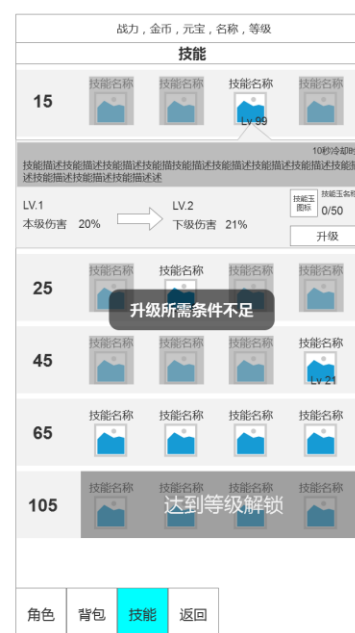 战力，金币，元宝，名称，等级
技能
15
技能名称 技能名称 技能名称 技能名称
Lv 99
10秒冷却时
技能描述技能描述技能描述技能描技能描述技能描述技能描述技能描述技能描
述技能描述技能描述技能描述述
LV.1 LV.2 技能玉图标 技能玉名称
本级伤害 20% 下级伤害 21% 0/50
升级
25
技能名称 技能名称 技能名称 技能名称
升级所需条件不足
45
技能名称 技能名称 技能名称 技能名称
Lv 21
65
技能名称 技能名称 技能名称 技能名称
105
技能名称 技能名称 技能名称 技能名称
达到等级解锁
角色 背包 技能 返回